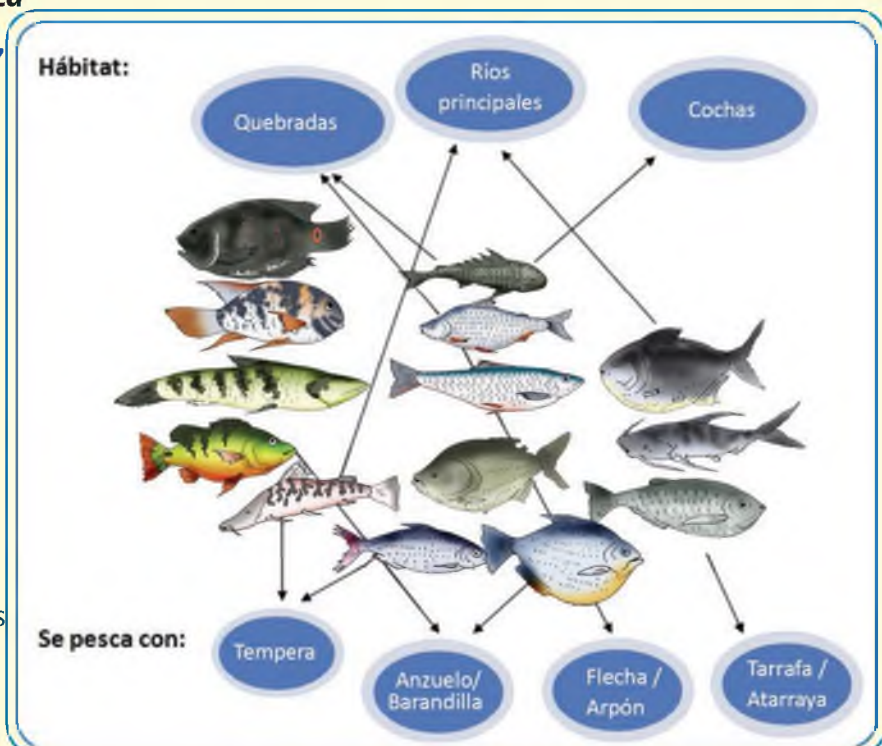 Hábitat:
Quebradas
Ríos
principales
Cochas
Se pesca con:
Tempera
Anzuelo/
Barandilla
Flecha /
Arpón
Tarrafa /
Atarraya